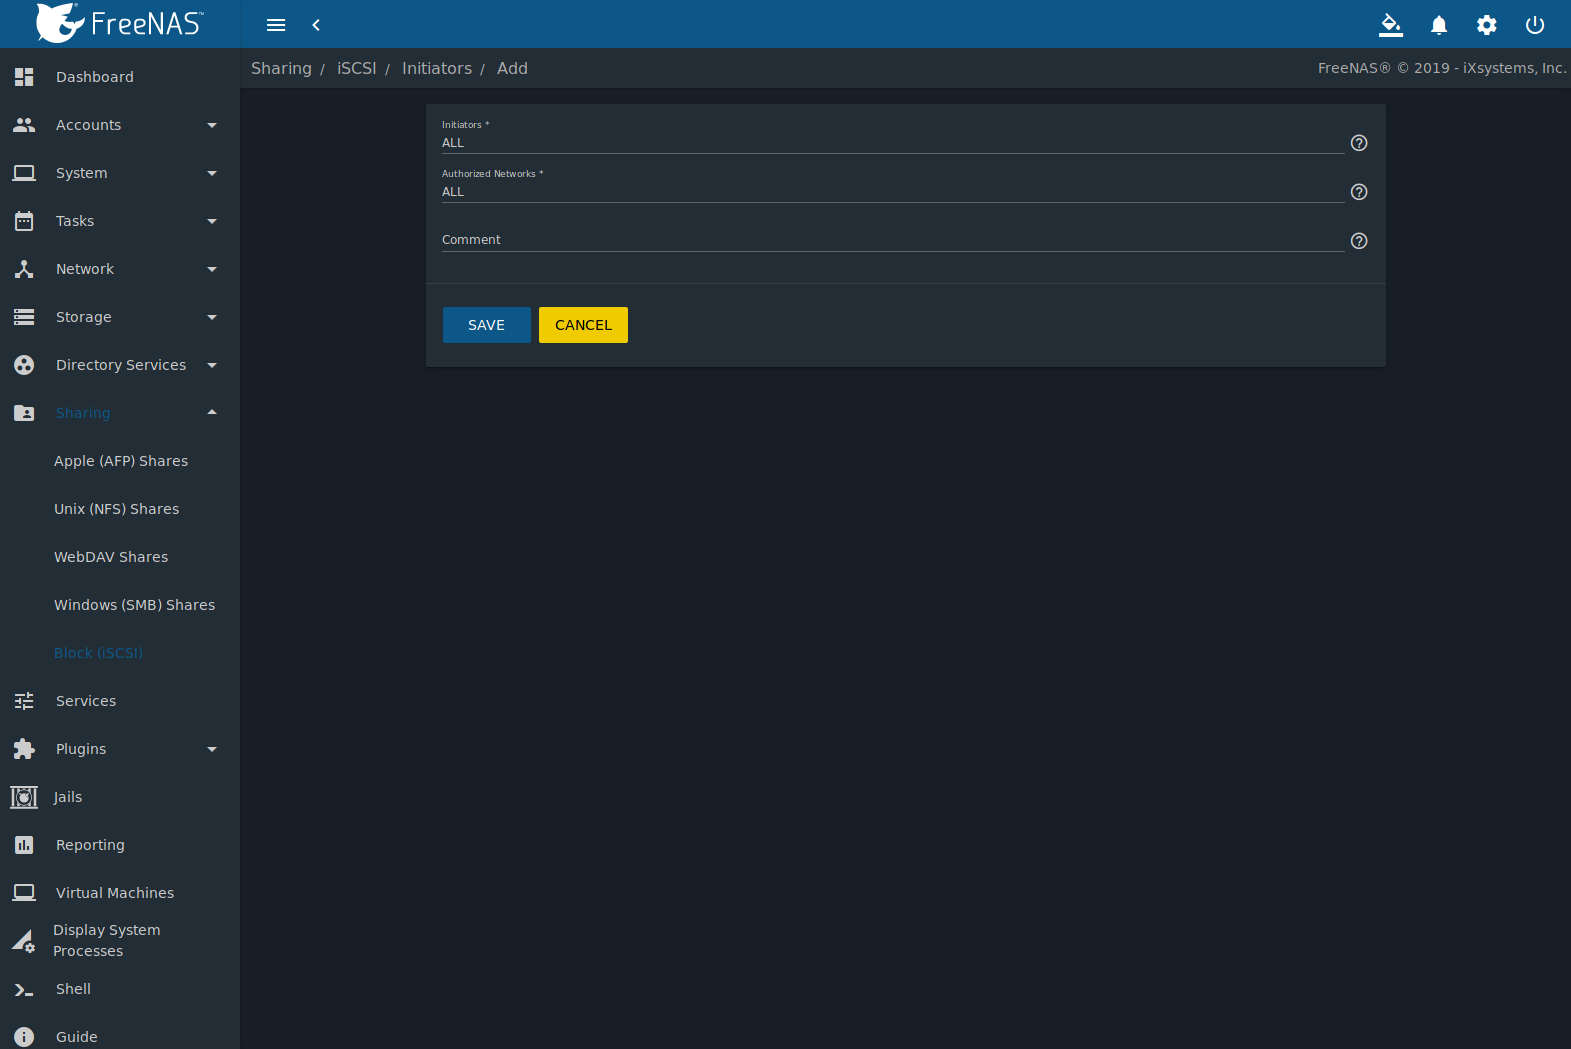 FreeNAS®™
Sharing / iSCSI / Initiators / Add
FreeNAS® © 2019 - iXsystems, Inc.
Dashboard
Accounts
System
Tasks
Network
Storage
Directory Services
Sharing
Apple (AFP) Shares
Unix (NFS) Shares
WebDAV Shares
Windows (SMB) Shares
Block (iSCSI)
Services
Plugins
Jails
Reporting
Virtual Machines
Display System
Processes
Shell
Guide
Initiators *
ALL
Authorized Networks *
ALL
Comment
SAVE
CANCEL